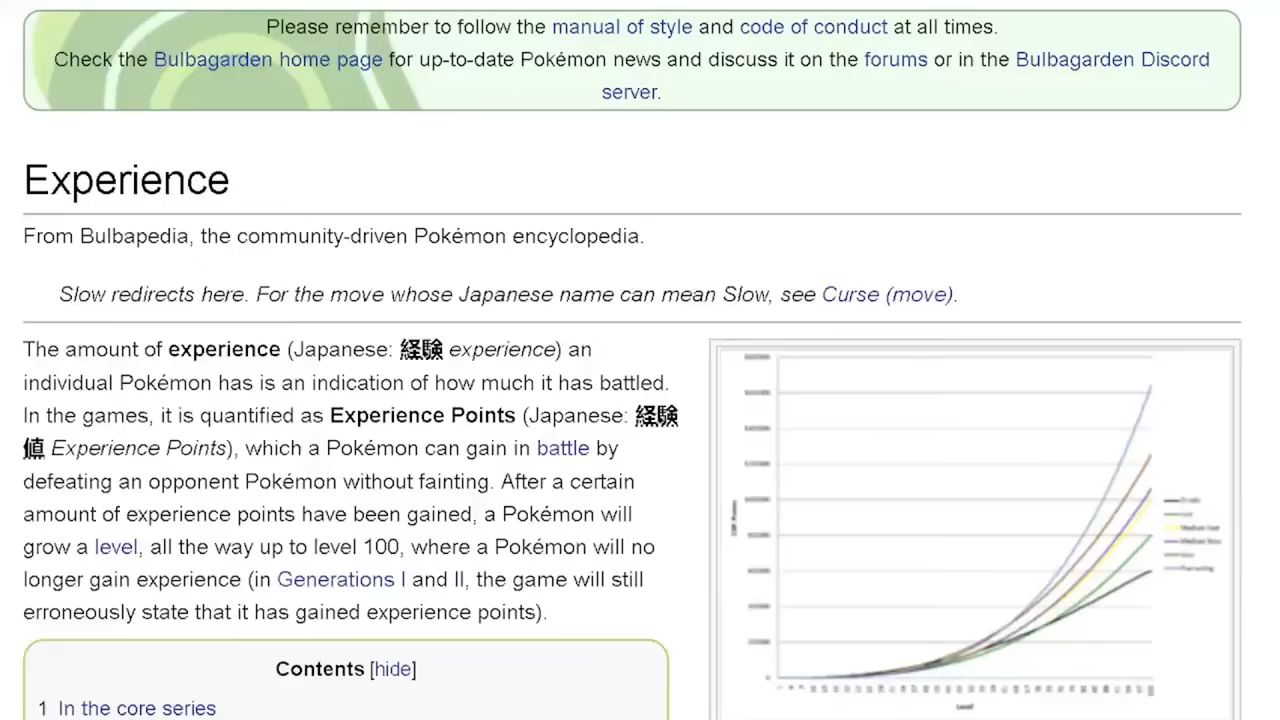 Please remember to follow the manual of style and code of conduct at all times.
Check the Bulbagarden home page for up-to-date Pokémon news and discuss it on the forums or in the Bulbagarden Discord
server.
Experience
From Bulbapedia, the community-driven Pokémon encyclopedia.
Slow redirects here. For the move whose Japanese name can mean Slow, see Curse (move).
The amount of experience (Japanese: 経験 experience) an
individual Pokémon has is an indication of how much it has battled.
In the games, it is quantified as Experience Points (Japanese: 経験
値 Experience Points), which a Pokémon can gain in battle by
defeating an opponent Pokémon without fainting. After a certain
amount of experience points have been gained, a Pokémon will
grow a level, all the way up to level 100, where a Pokémon will no
longer gain experience (in Generations I and II, the game will still
erroneously state that it has gained experience points).
Contents [hide]
1 In the core series
Level